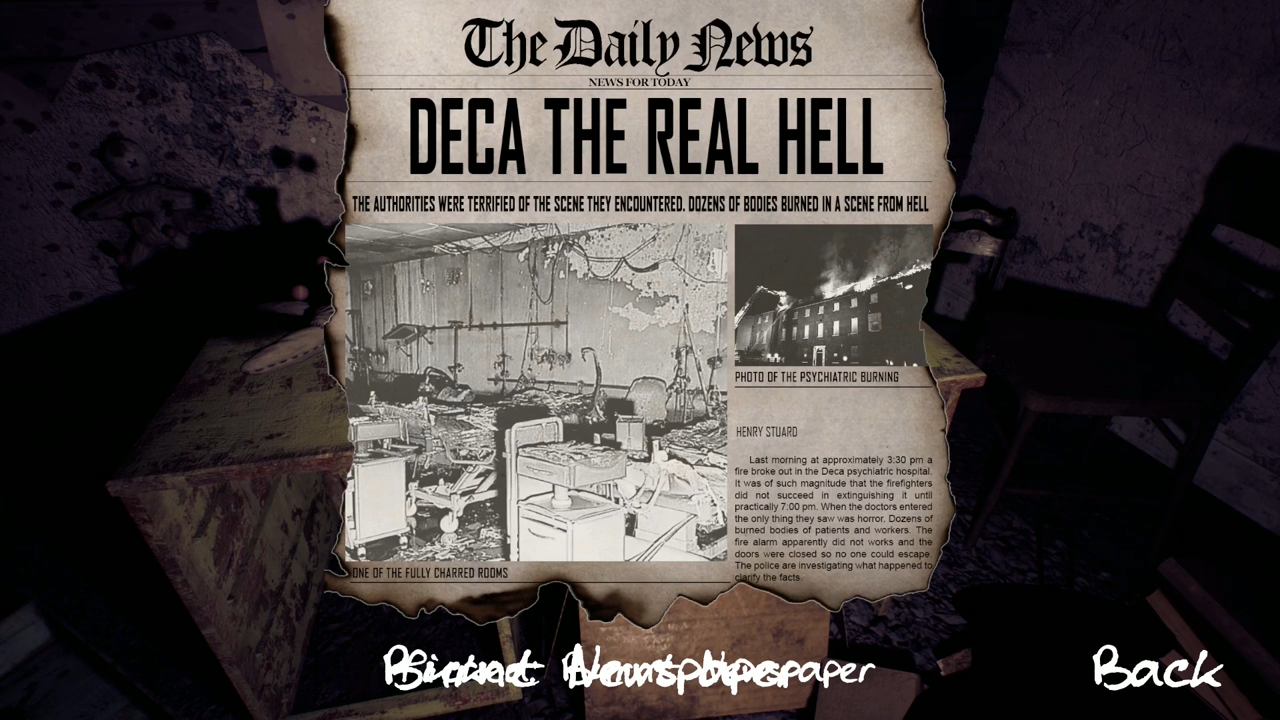 The Daily News
NEWS FOR TODAY
DECA THE REAL HELL
THE AUTHORITIES WERE TERRIFIED OF THE SCENE THEY ENCOUNTERED. DOZENS OF BODIES BURNED IN A SCENE FROM HELL
PHOTO OF THE PSYCHIATRIC BURNING
HENRY STUARD
Last morning at approximately 3:30 pm a
fire broke out in the Deca psychiatric hospital.
It was of such magnitude that the firefighters
did not succeed in extinguishing it until
practically 7:00 pm. When the doctors entered
the only thing they saw was horror. Dozens of
burned bodies of patients and workers. The
fire alarm apparently did not works and the
doors were closed so no one could escape.
The police are investigating what happened to
clarify the facts
ONE OF THE FULLY CHARRED ROOMS
Newspaper
Back